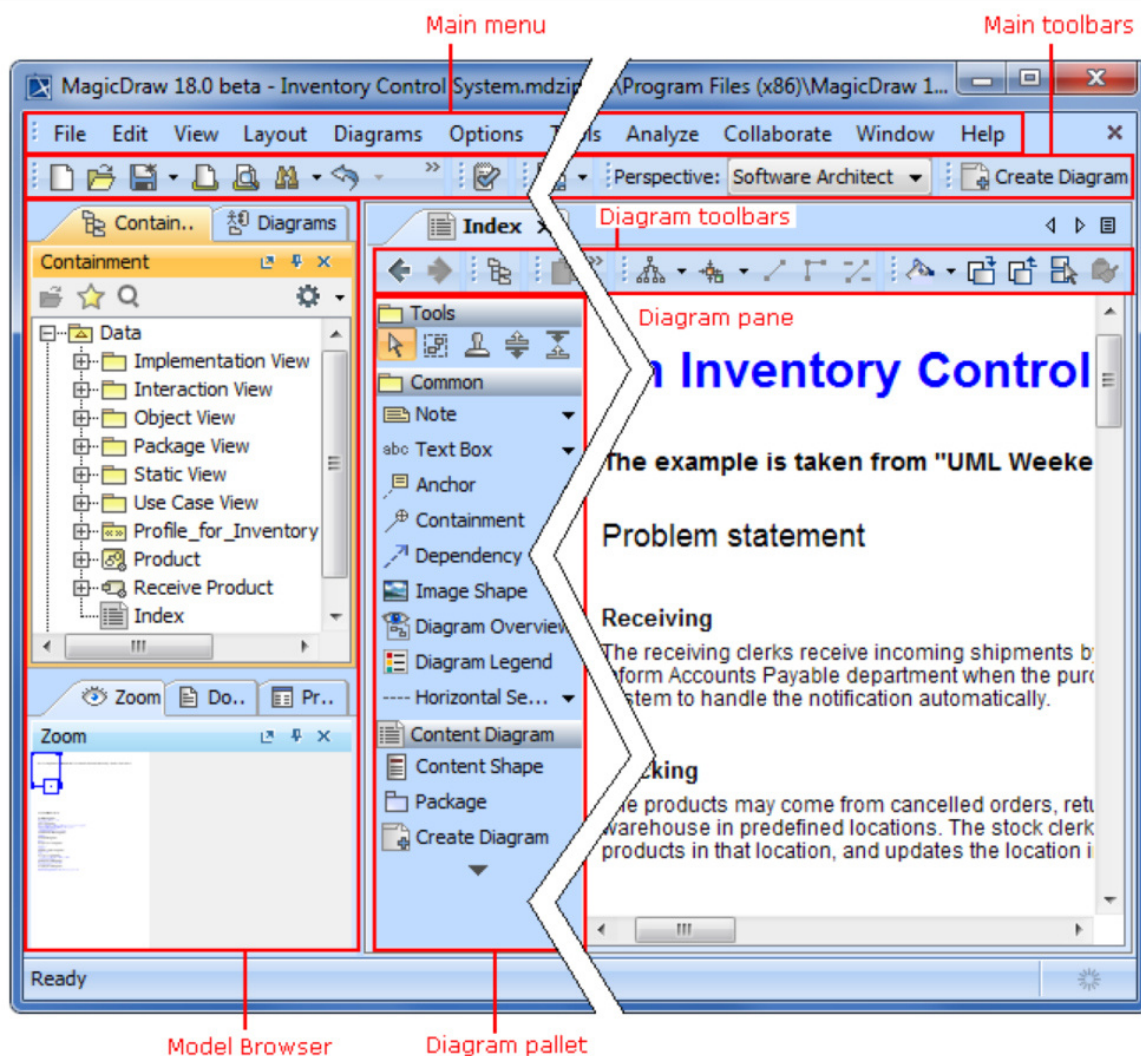 Main menu
Main toolbars
MagicDraw 18.0 beta - Inventory Control System.mdzip \Program Files (x86)\MagicDraw 1...
File Edit View Layout Diagrams Options Tools Analyze Collaborate Window Help
Perspective: Software Architect Create Diagram
Contain.. Diagrams
Index
Diagram toolbars
Containment
Diagram pane
Data
Implementation View
Interaction View
Object View
Package View
Static View
Use Case View
Profile_for_Inventory
Product
Receive Product
Index
Zoom Do.. Pr..
Zoom
Tools
Common
Note
abc Text Box
Anchor
Containment
Dependency
Image Shape
Diagram Overview
Diagram Legend
Horizontal Se...
Content Diagram
Content Shape
Package
Create Diagram
Inventory Control
The example is taken from "UML Weeke
Problem statement
Receiving
The receiving clerks receive incoming shipments by
form Accounts Payable department when the purc
stem to handle the notification automatically.
cking
products may come from cancelled orders, retu
warehouse in predefined locations. The stock clerk
products in that location, and updates the location i
Ready
Model Browser
Diagram pallet